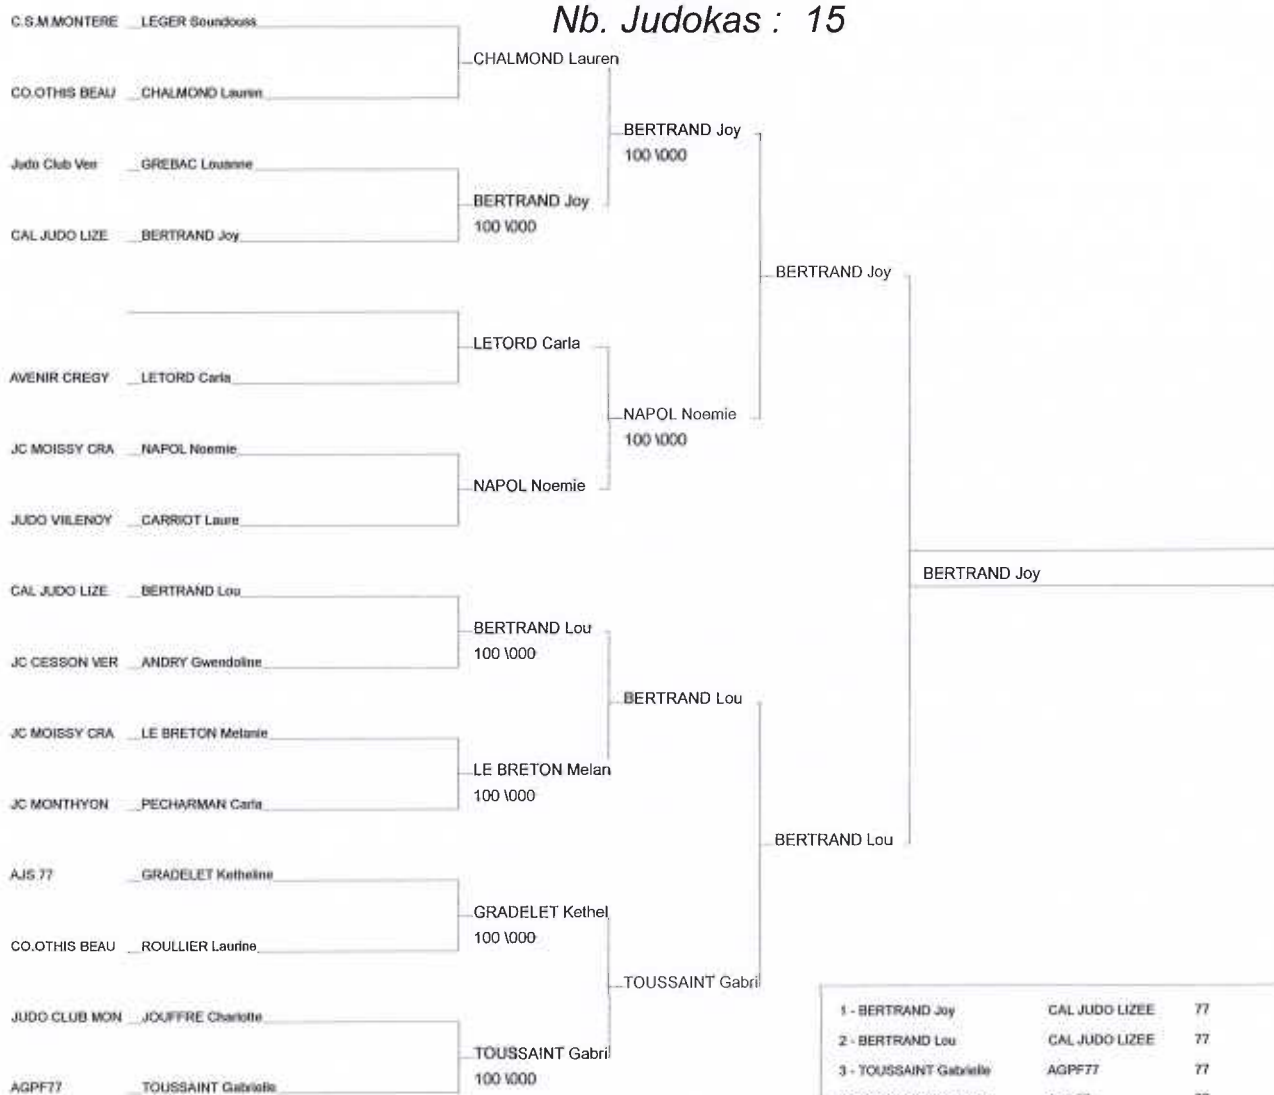 Nb. Judokas : 15
C.S.M.MONTERE LEGER Soundouss
CHALMOND Lauren
CO.OTHIS BEAU CHALMOND Lauren
BERTRAND Joy
100 \000
Judo Club Ven GREBAC Louanne
BERTRAND Joy
100 \000
CAL JUDO LIZE BERTRAND Joy
BERTRAND Joy
LETORD Carla
AVENIR CREGY LETORD Carla
NAPOL Noemie
100 \000
JC MOISSY CRA NAPOL Noemie
NAPOL Noemie
JUDO VIILENOY CARRIOT Laure
BERTRAND Joy
CAL JUDO LIZE BERTRAND Lou
BERTRAND Lou
100 \000
JC CESSON VER ANDRY Gwendoline
BERTRAND Lou
JC MOISSY CRA LE BRETON Melanie
LE BRETON Melan
100 \000
JC MONTHYON PECHARMAN Carla
BERTRAND Lou
AJS 77 GRADELET Ketheline
GRADELET Kethel
100 \000
CO.OTHIS BEAU ROULLIER Laurine
TOUSSAINT Gabri
JUDO CLUB MON JOUFFRE Charlotte
TOUSSAINT Gabri
100 \000
AGPF77 TOUSSAINT Gabrielle
1 - BERTRAND Joy CAL JUDO LIZEE 77
2 - BERTRAND Lou CAL JUDO LIZEE 77
3 - TOUSSAINT Gabrielle AGPF77 77